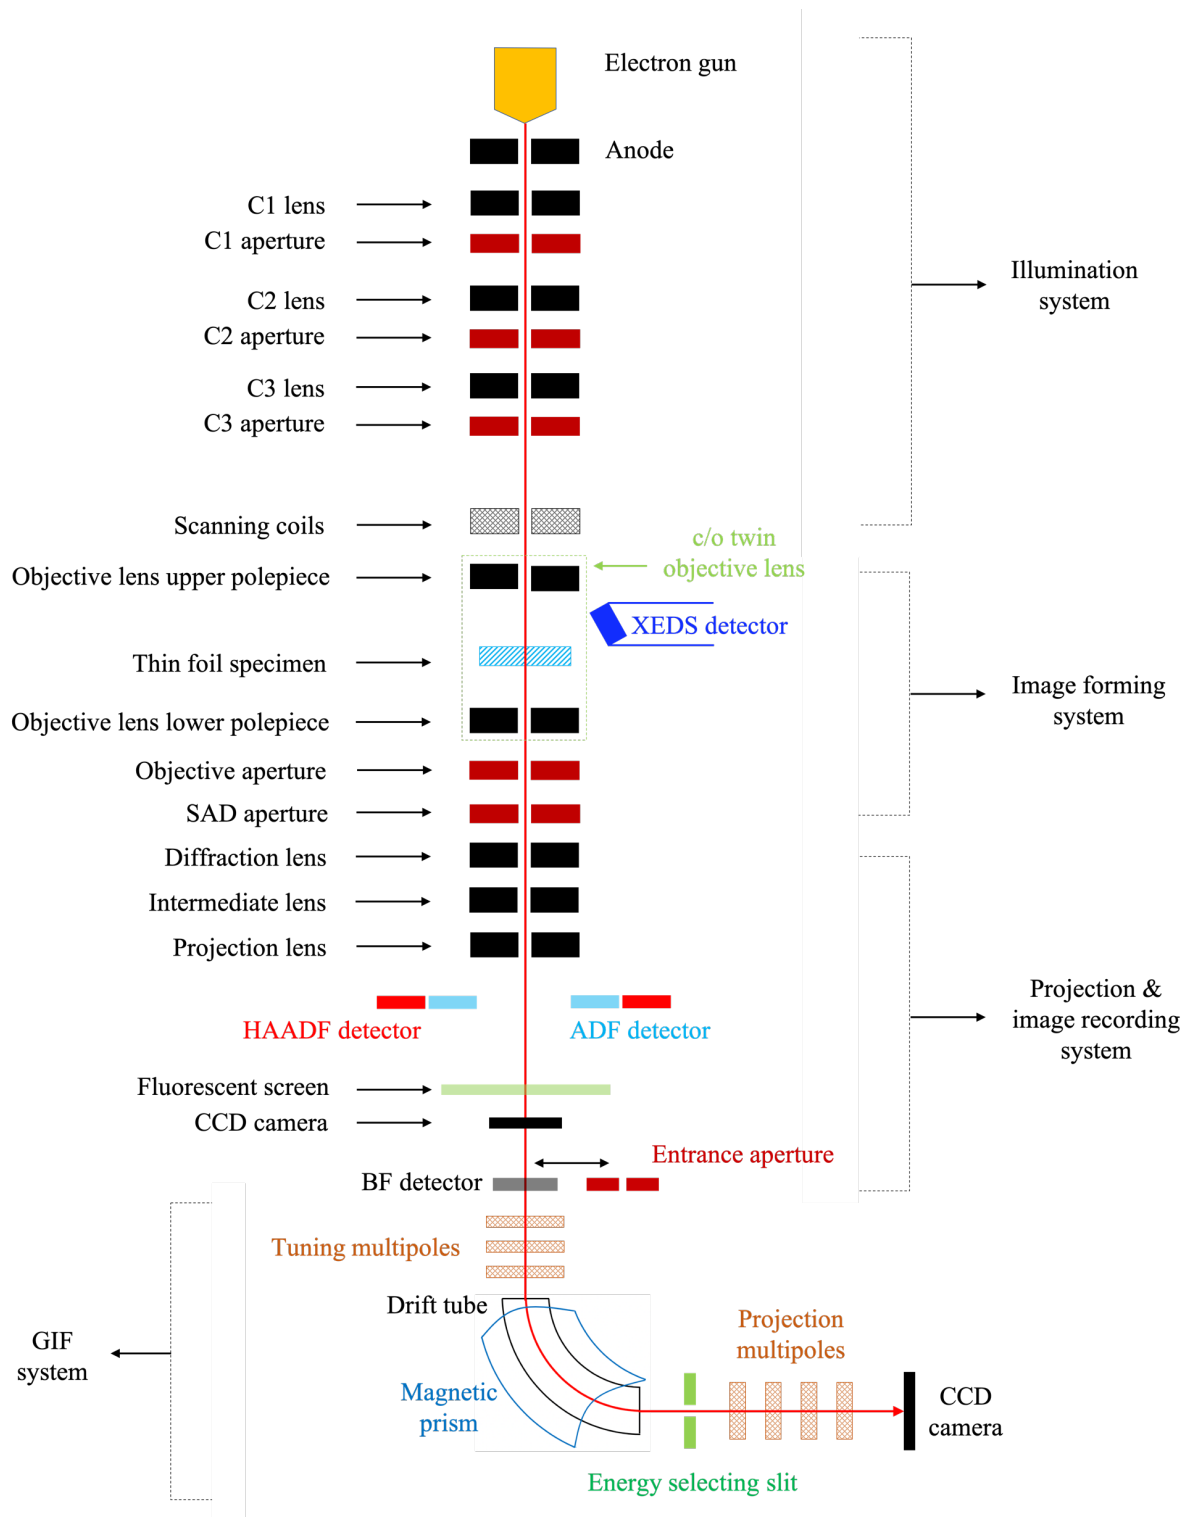 Electron gun
Anode
C1 lens
C1 aperture
C2 lens
C2 aperture
C3 lens
C3 aperture
Illumination
system
Scanning coils
c/o twin
objective lens
Objective lens upper polepiece
XEDS detector
Thin foil specimen
Objective lens lower polepiece
Image forming
system
Objective aperture
SAD aperture
Diffraction lens
Intermediate lens
Projection lens
HAADF detector
ADF detector
Projection &
image recording
system
Fluorescent screen
CCD camera
Entrance aperture
BF detector
Tuning multipoles
Drift tube
GIF
system
Magnetic
prism
Projection
multipoles
CCD
camera
Energy selecting slit